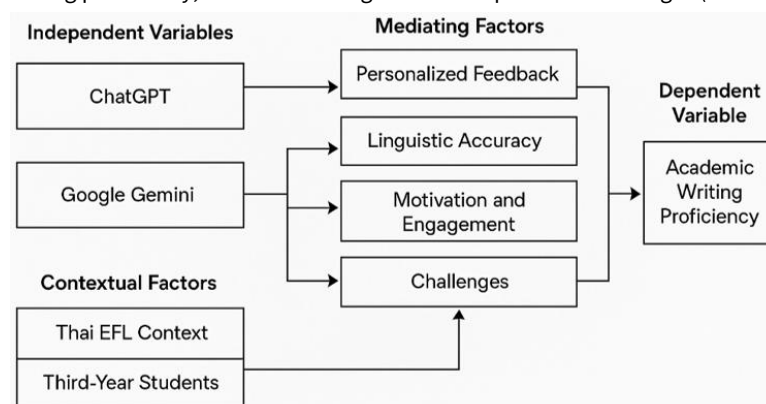 Independent Variables
ChatGPT
Google Gemini
Contextual Factors
Thai EFL Context
Third-Year Students
Mediating Factors
Personalized Feedback
Linguistic Accuracy
Motivation and
Engagement
Challenges
Dependent
Variable
Academic
Writing
Proficiency